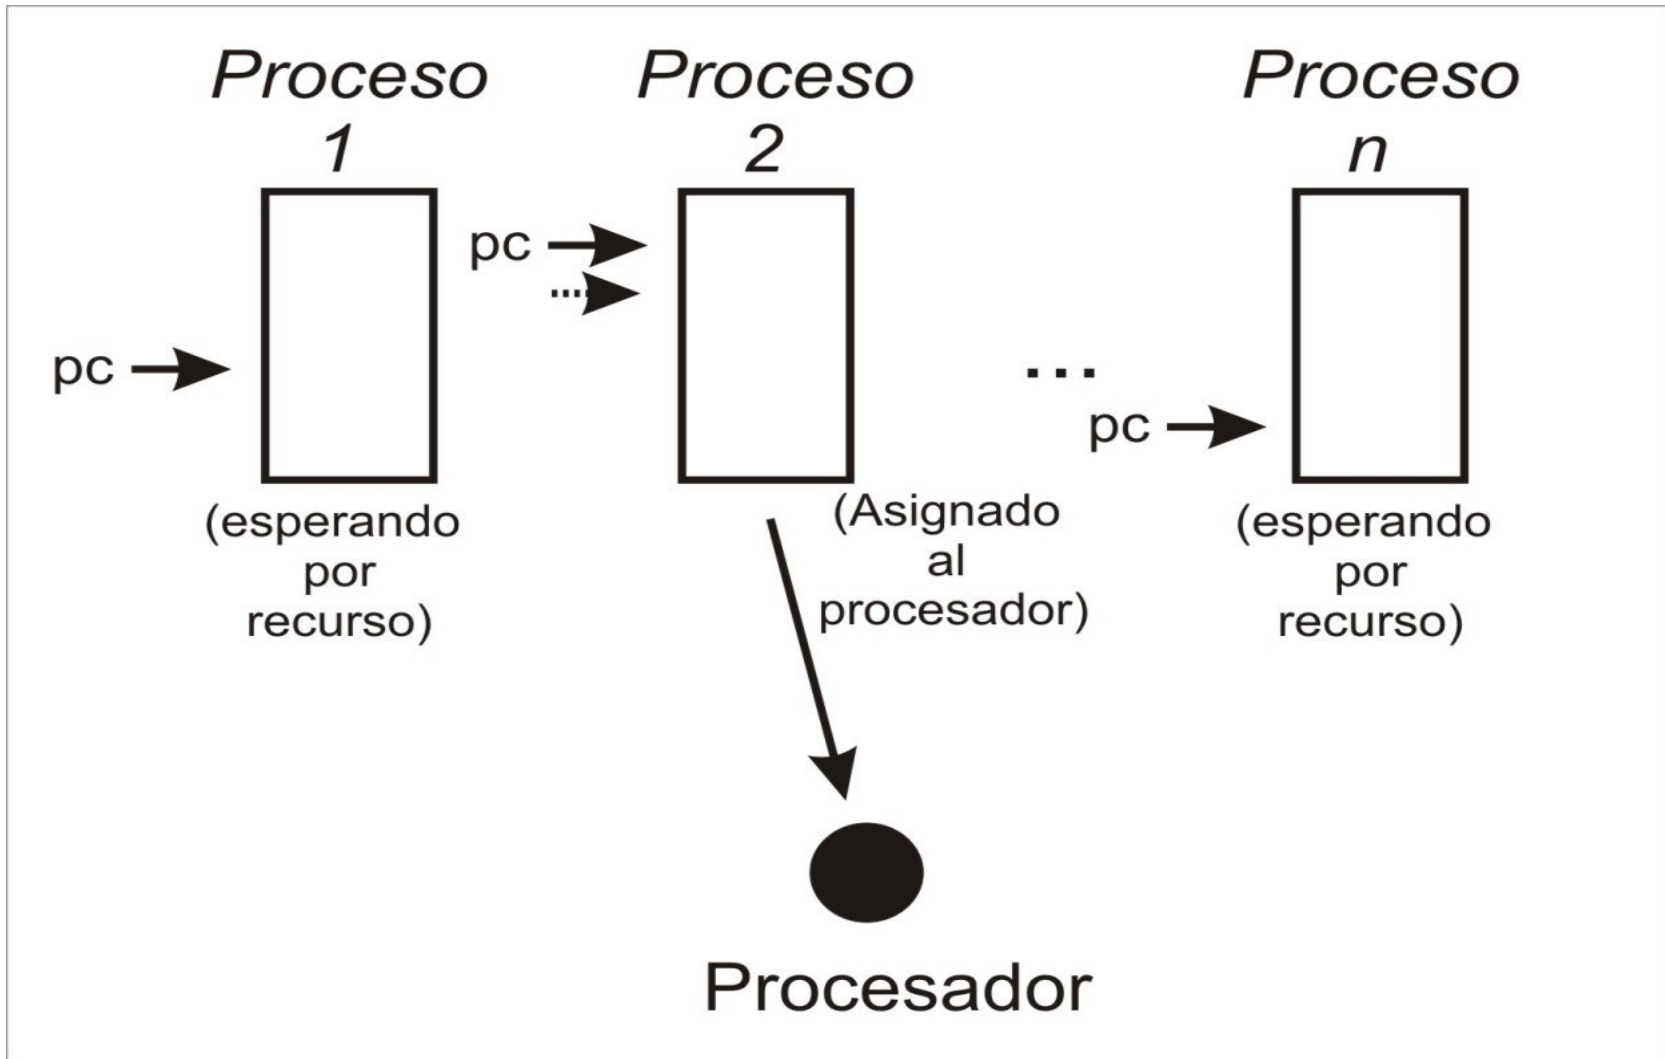 Proceso
1
Proceso
2
Proceso
n
pc
pc
...
pc
(esperando
por
recurso)
(Asignado
al
procesador)
(esperando
por
recurso)
Procesador